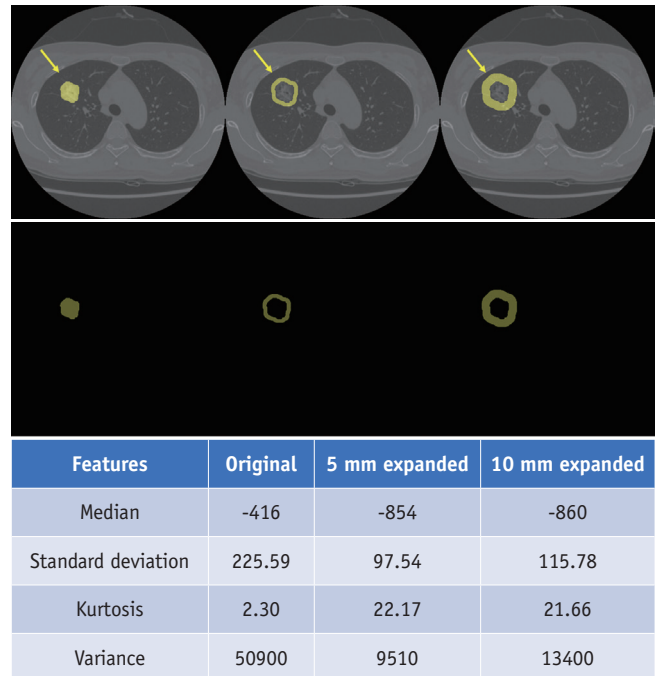 Features Original 5 mm expanded 10 mm expanded
Median -416 -854 -860
Standard deviation 225.59 97.54 115.78
Kurtosis 2.30 22.17 21.66
Variance 50900 9510 13400